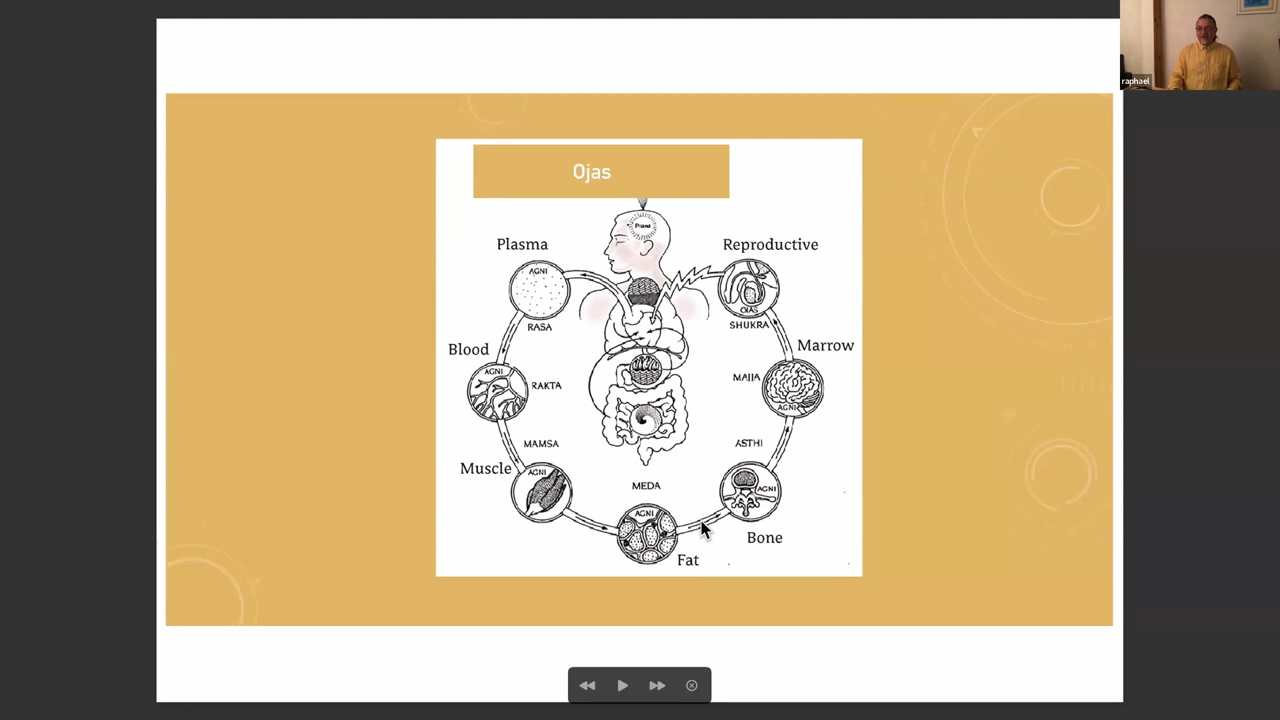 raphael
Ojas
Prana
Plasma
Reproductive
AGNI
OJAS
RASA
SHUKRA
Blood
Marrow
AGNI
RAKTA
MAJJA
AGNI
MAMSA
ASTHI
Muscle
AGNI
MEDA
AGNI
AGNI
Bone
Fat